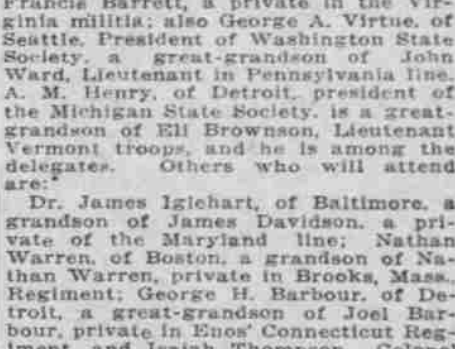 Francis Barrett, a private in the Vir-
ginia militia; also George A. Virtue, of
Seattle, President of Washington State
Society, a great-grandson of John
Ward, Lieutenant in Pennsylvania line.
A. M. Henry, of Detroit, president of
the Michigan State Society, is a great-
grandson of Eli Brownson, Lieutenant
Vermont troops, and he is among the
delegates. Others who will attend
are:
Dr. James Iglehart, of Baltimore, a
grandson of James Davidson, a pri-
vate of the Maryland line; Nathan
Warren, of Boston, a grandson of Na-
than Warren, private in Brooks, Mass.,
Regiment; George H. Barbour, of De-
troit, a great-grandson of Joel Bar-
bour, private in Enos' Connecticut Reg-
iment, and Isaiah Thompson, Colonel